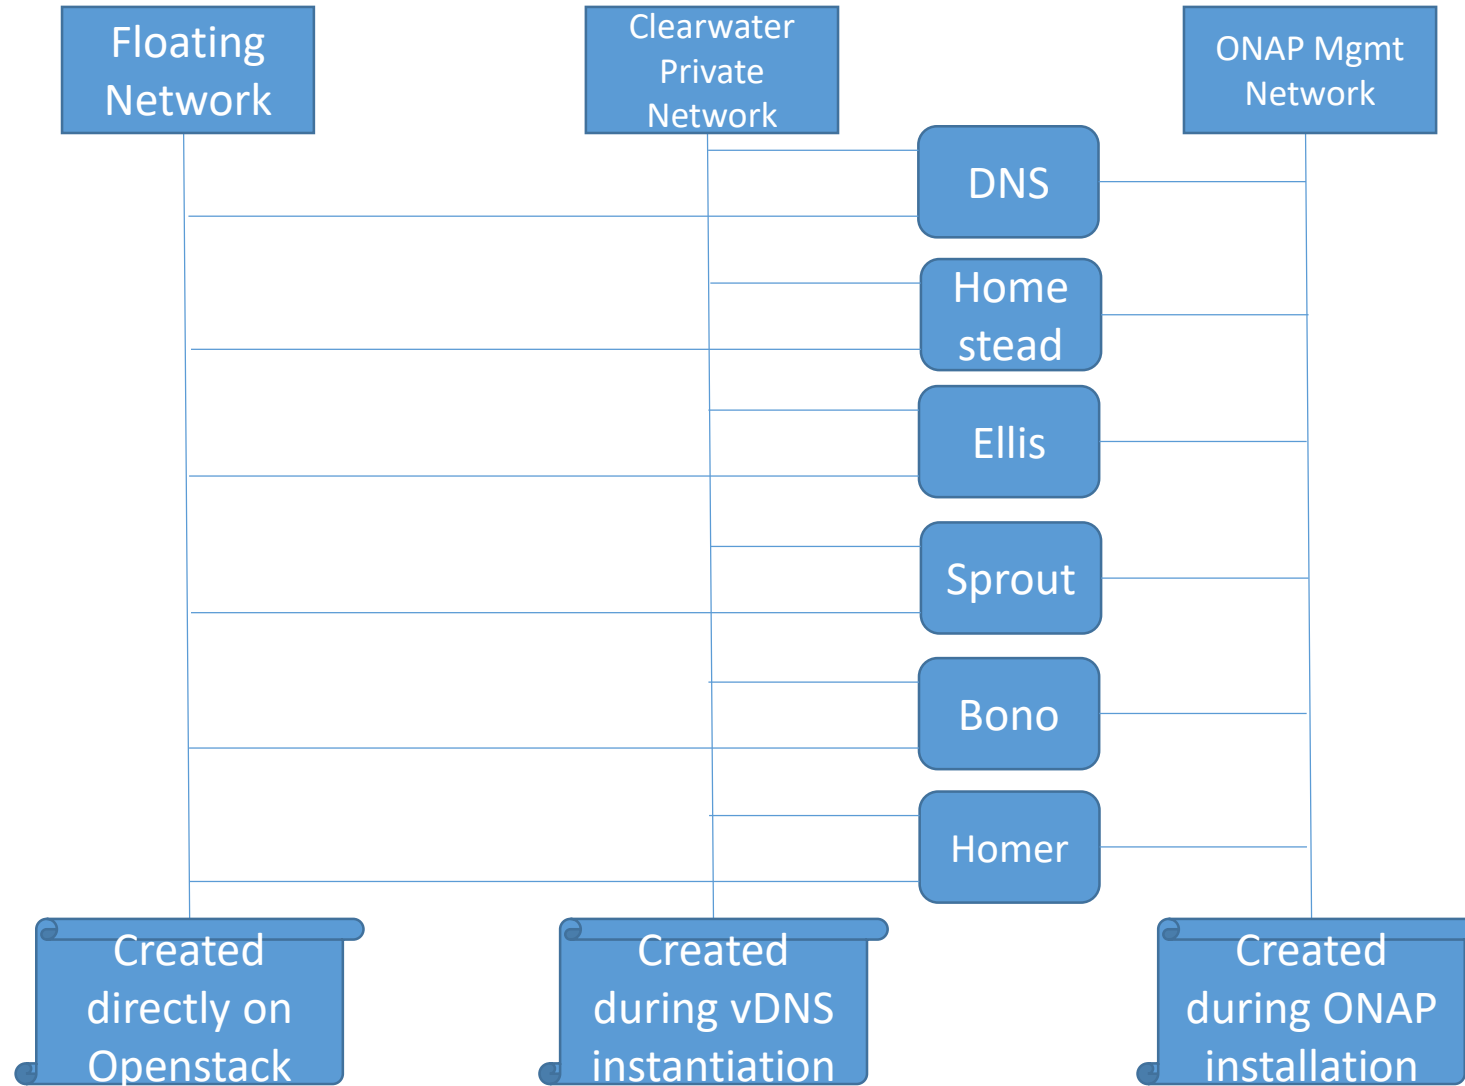 Floating
Network
Clearwater
Private
Network
ONAP Mgmt
Network
DNS
Home
stead
Ellis
Sprout
Bono
Homer
Created
directly on
Openstack
Created
during vDNS
instantiation
Created
during ONAP
installation